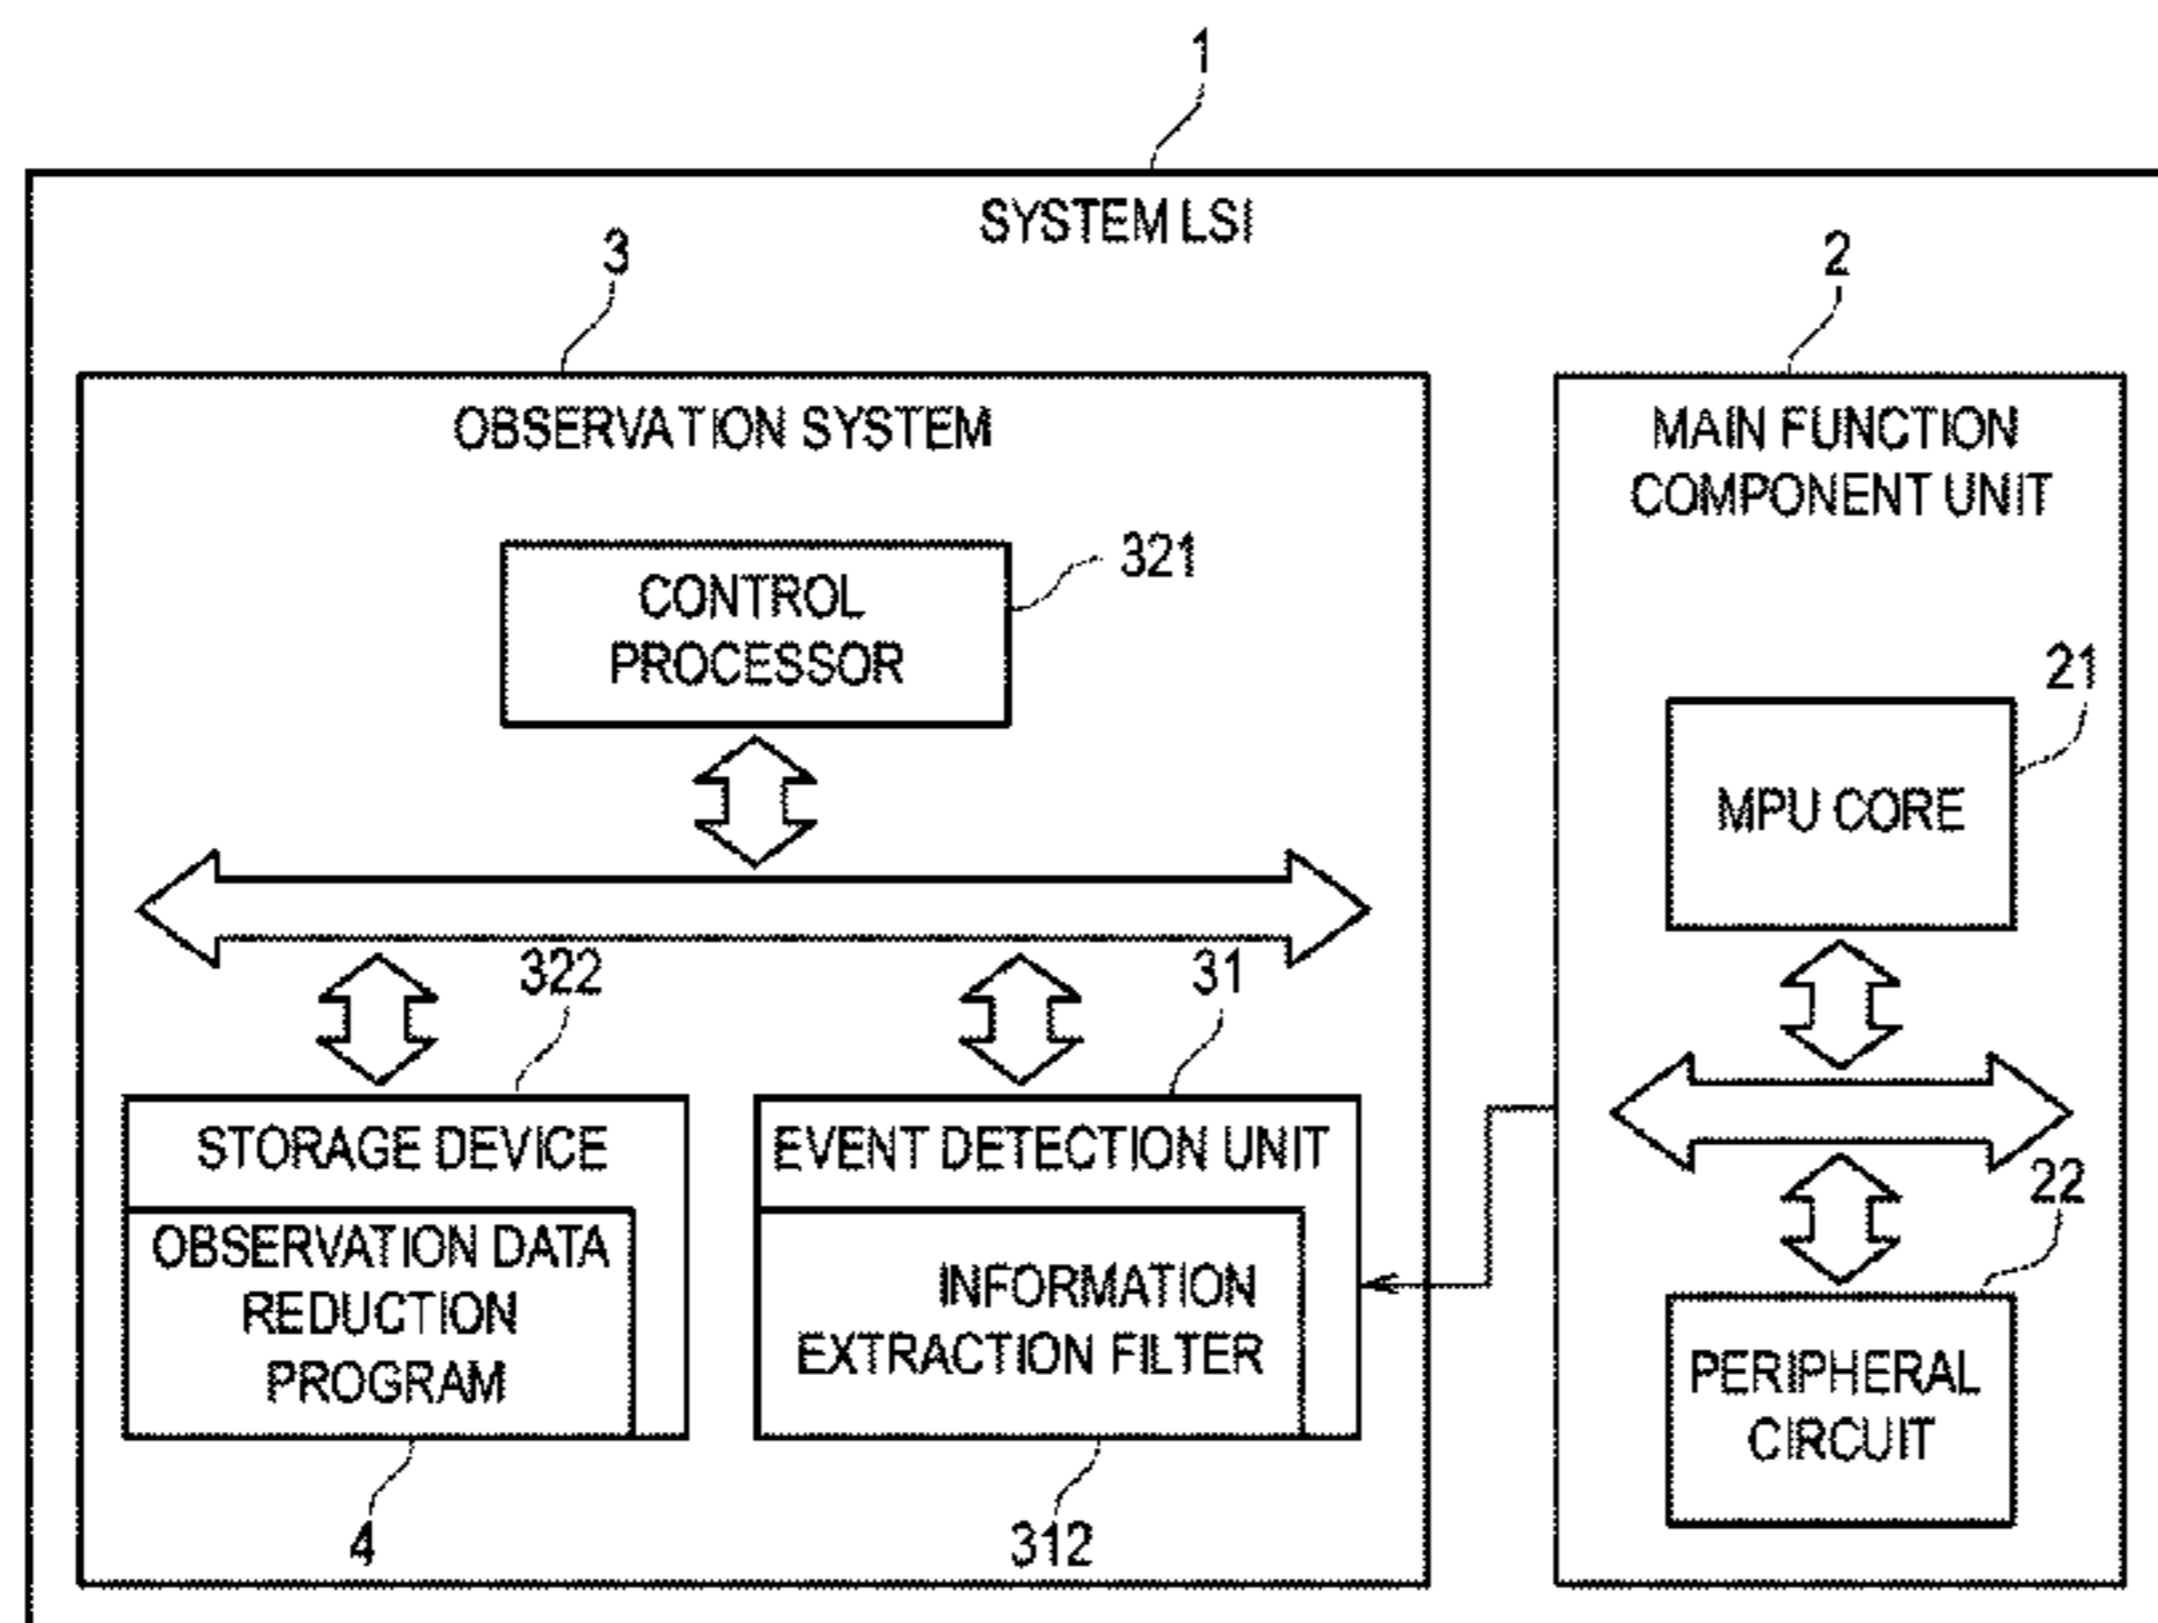 1
SYSTEM LSI
3
2
OBSERVATION SYSTEM
MAIN FUNCTION
COMPONENT UNIT
CONTROL
PROCESSOR
321
21
MPU CORE
322
31
STORAGE DEVICE
OBSERVATION DATA
REDUCTION
PROGRAM
EVENT DETECTION UNIT
INFORMATION
EXTRACTION FILTER
22
PERIPHERAL
CIRCUIT
4
312